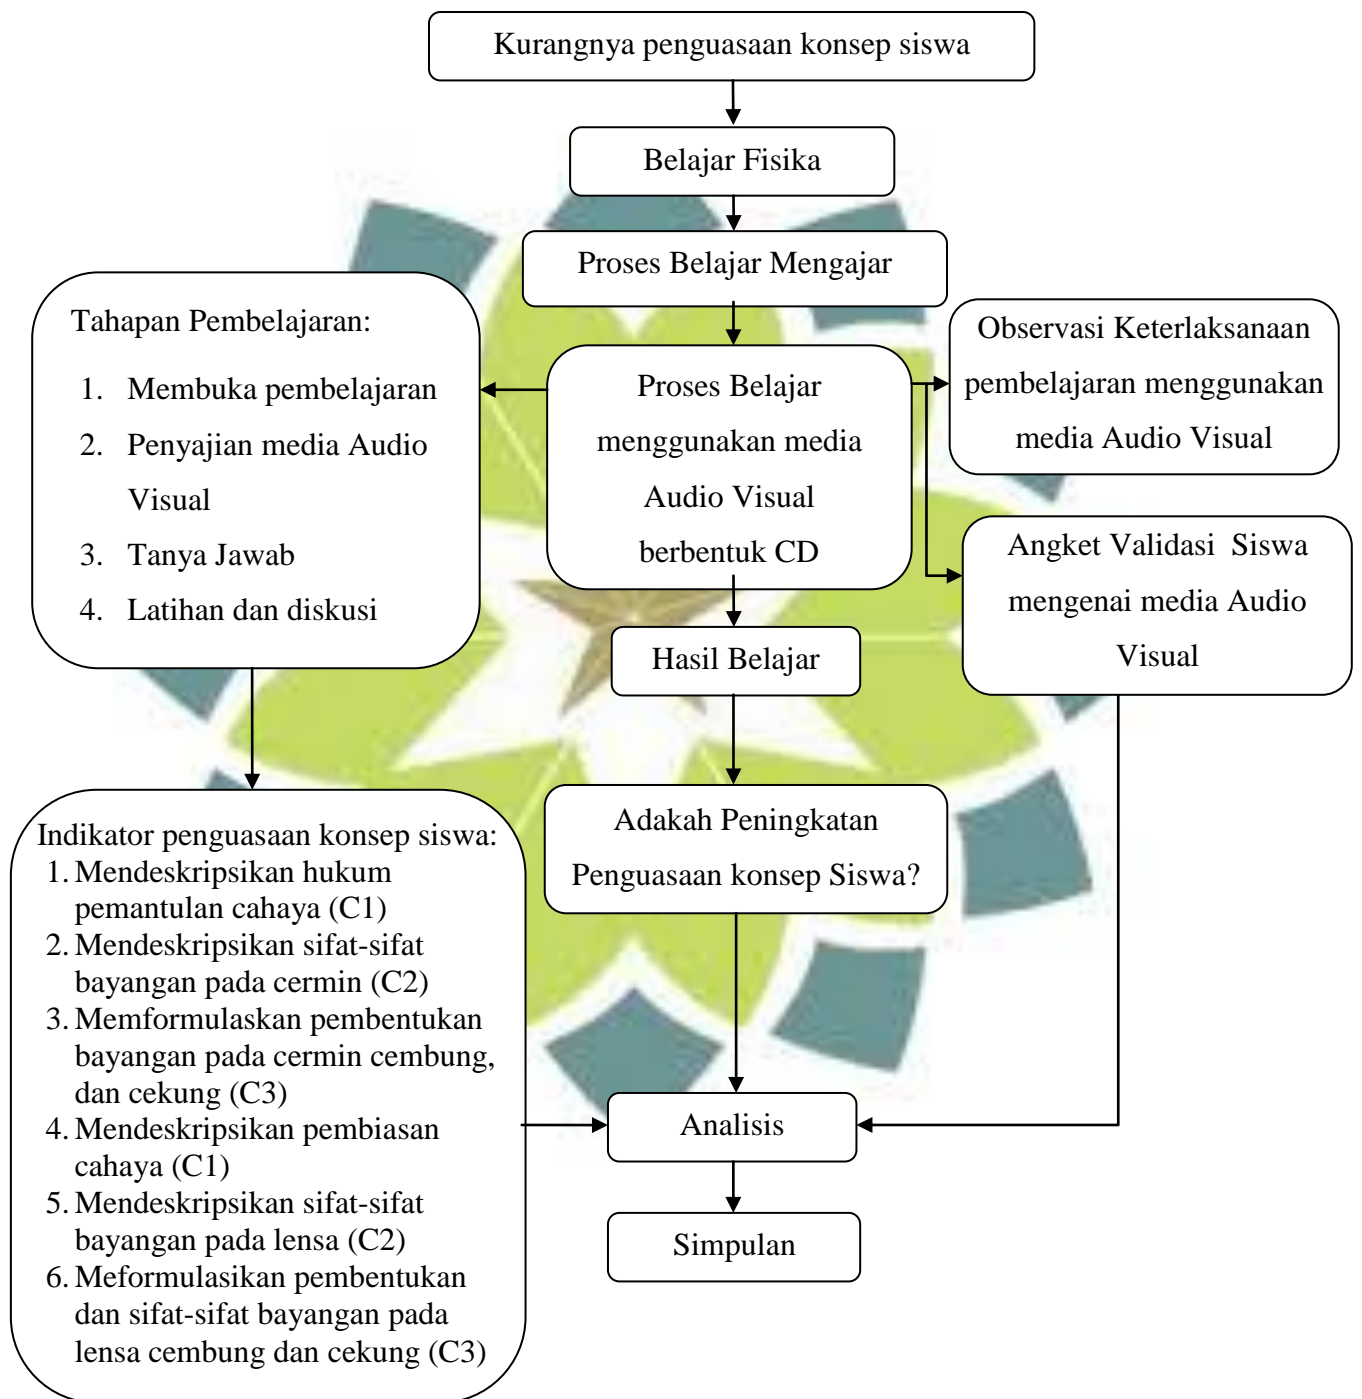 Kurangnya penguasaan konsep siswa
Belajar Fisika
Proses Belajar Mengajar
Tahapan Pembelajaran:
1. Membuka pembelajaran
2. Penyajian media Audio
Visual
3. Tanya Jawab
4. Latihan dan diskusi
Proses Belajar
menggunakan media
Audio Visual
berbentuk CD
Observasi Keterlaksanaan
pembelajaran menggunakan
media Audio Visual
Angket Validasi Siswa
mengenai media Audio
Visual
Hasil Belajar
Indikator penguasaan konsep siswa:
1. Mendeskripsikan hukum
pemantulan cahaya (C1)
2. Mendeskripsikan sifat-sifat
bayangan pada cermin (C2)
3. Memformulaskan pembentukan
bayangan pada cermin cembung,
dan cekung (C3)
4. Mendeskripsikan pembiasan
cahaya (C1)
5. Mendeskripsikan sifat-sifat
bayangan pada lensa (C2)
6. Meformulasikan pembentukan
dan sifat-sifat bayangan pada
lensa cembung dan cekung (C3)
Adakah Peningkatan
Penguasaan konsep Siswa?
Analisis
Simpulan